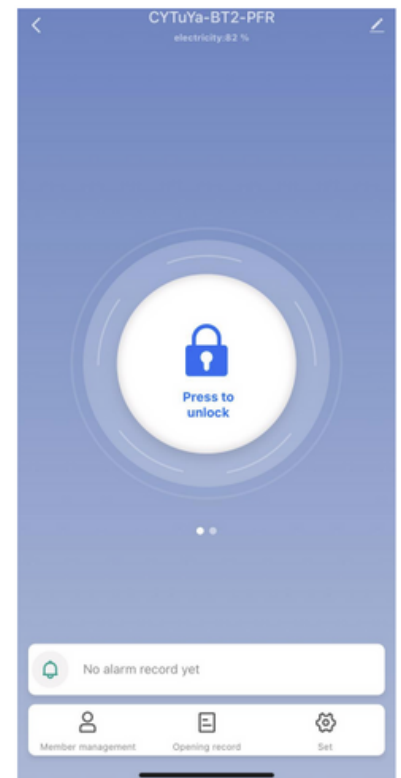 CYTuYa-BT2-PFR
electricity:82 %
Press to
unlock
No alarm record yet
Member management
Opening record
Set